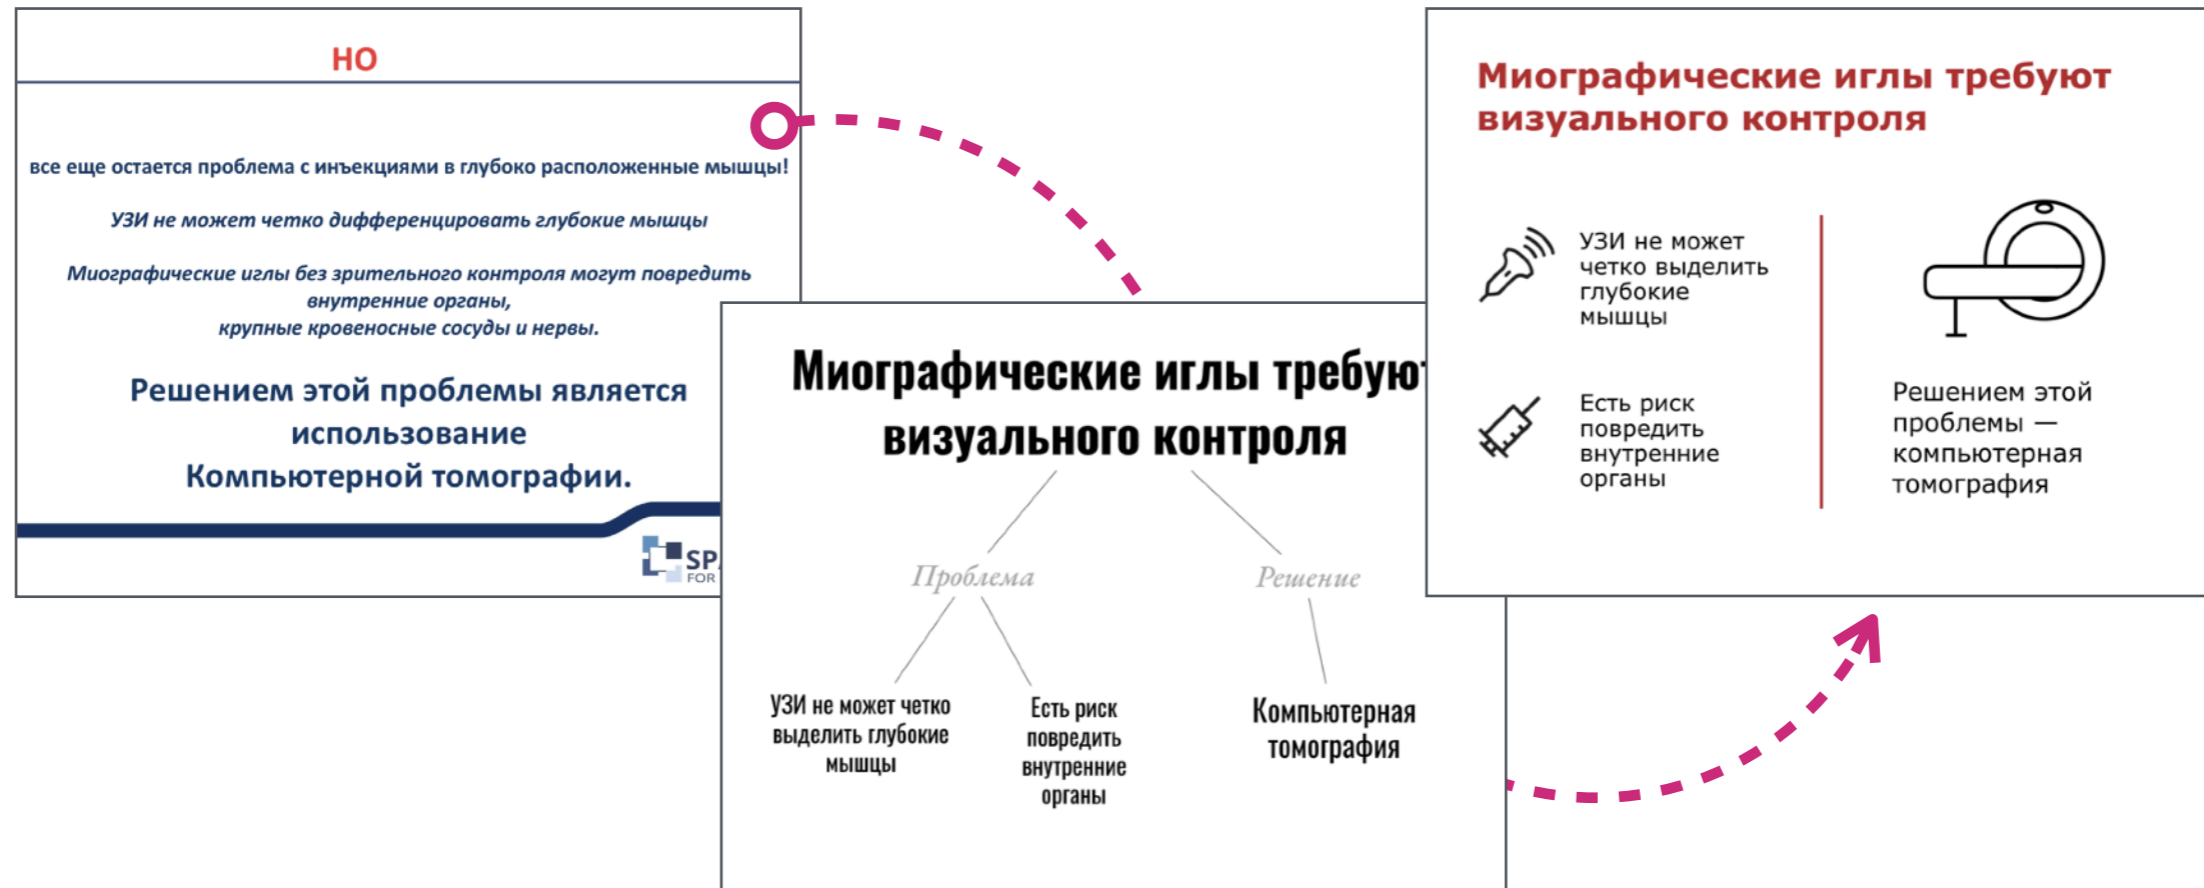 НО
все еще остается проблема с инъекциями в глубоко расположенные мышцы!
УЗИ не может четко дифференцировать глубокие мышцы
Миографические иглы без зрительного контроля могут повредить
внутренние органы,
крупные кровеносные сосуды и нервы.
Решением этой проблемы является
использование
Компьютерной томографии.
FOR
Миографические иглы требую
визуального контроля
Проблема
Решение
УЗИ не может четко
выделить глубокие
мышцы
Есть риск
повредить
внутренние
органы
Компьютерная
томография
Миографические иглы требуют
визуального контроля
УЗИ не может
четко выделить
глубокие
мышцы
Есть риск
повредить
внутренние
органы
Решением этой
проблемы —
компьютерная
томография